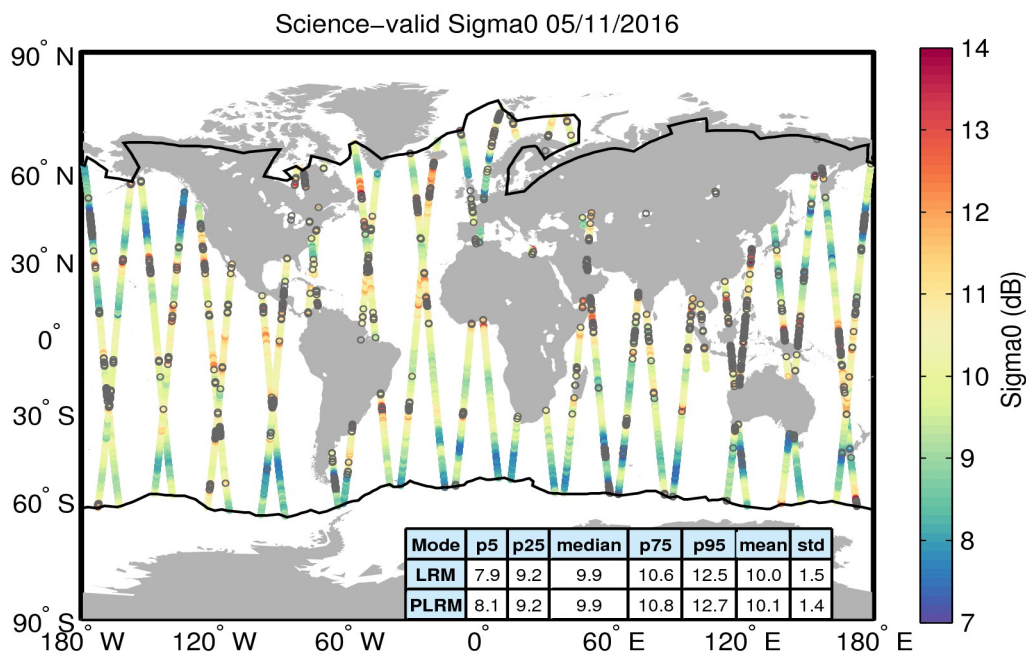 Science−valid Sigma0 05/11/2016
90° N
60° N
30° N
0°
30° S
60° S
90° S
180° W
120° W
60° W
0°
60° E
120° E
180° E
14
13
12
11
10
9
8
7
Sigma0 (dB)
Mode p5 p25 median p75 p95 mean std
LRM 7.9 9.2 9.9 10.6 12.5 10.0 1.5
PLRM 8.1 9.2 9.9 10.8 12.7 10.1 1.4